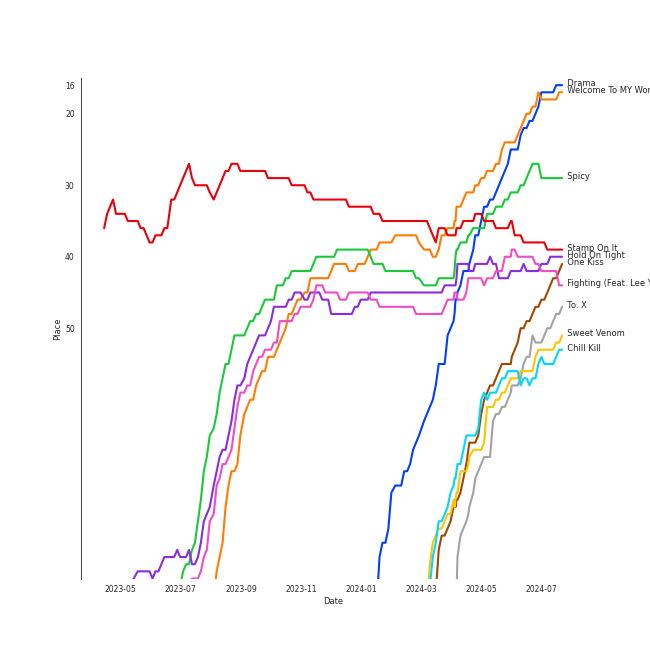 16
20
30
40
50
Place
2023-05
2023-07
2023-09
2023-11
2024-01
2024-03
2024-05
2024-07
Date
Drama
Welcome To MY Wor
Spicy
Stamp On It
Hold On Tight
One Kiss
Fighting (Feat. Lee Y
To. X
Sweet Venom
Chill Kill